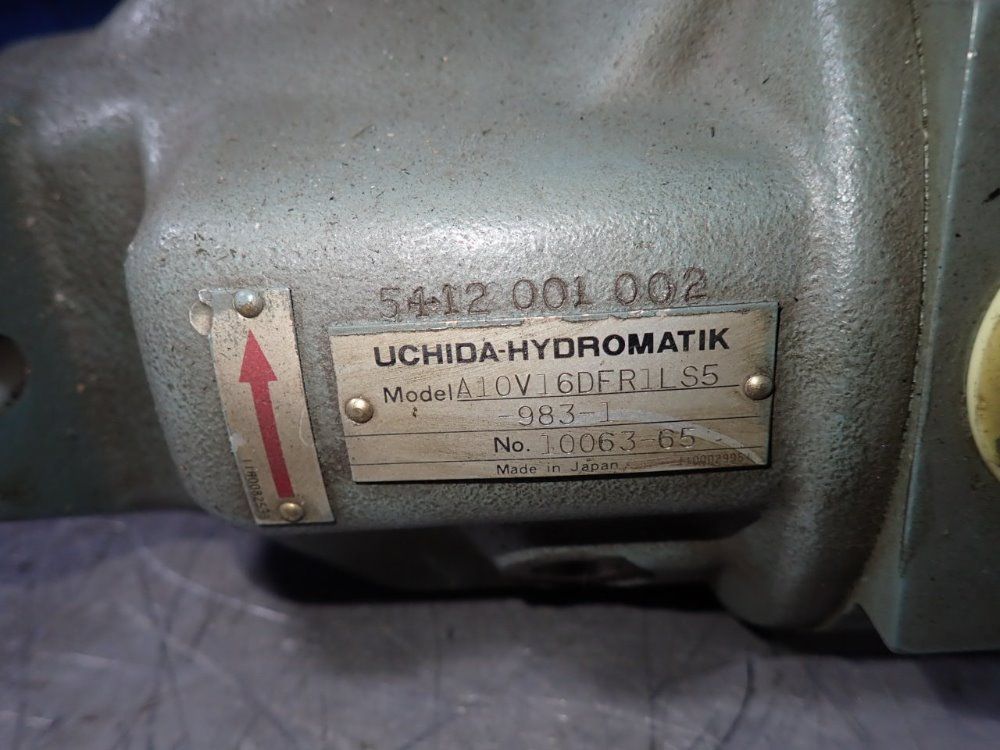 5412 001 002
UCHIDA-HYDROMATIK
Model A10V16DFR1LS5
-983-1
No. 10063-65
Made in Japan